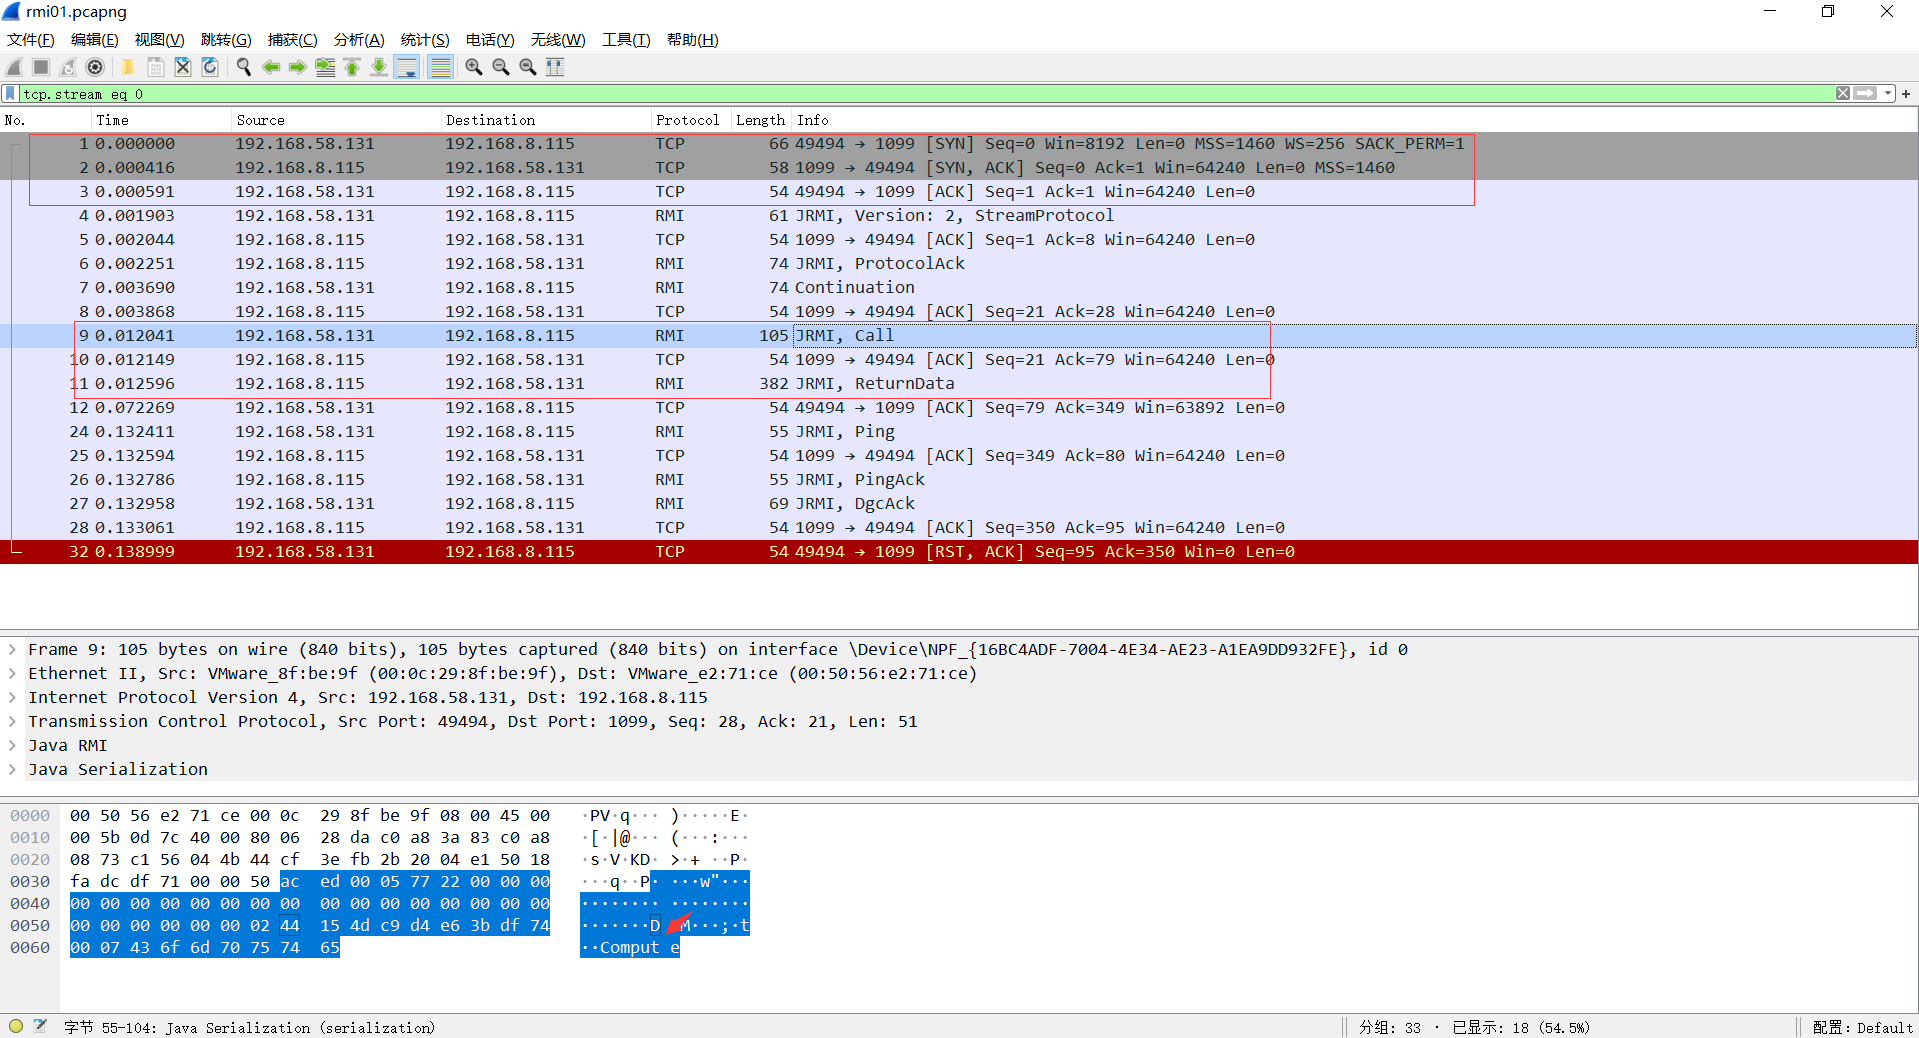 rmi01.pcapng
文件(F) 编辑(E) 视图(V) 跳转(G) 捕获(C) 分析(A) 统计(S) 电话(Y) 无线(W) 工具(T) 帮助(H)
tcp.stream eq 0
No. Time Source Destination Protocol Length Info
1 0.000000 192.168.58.131 192.168.8.115 TCP 66 49494 → 1099 [SYN] Seq=0 Win=8192 Len=0 MSS=1460 WS=256 SACK_PERM=1
2 0.000416 192.168.8.115 192.168.58.131 TCP 58 1099 → 49494 [SYN, ACK] Seq=0 Ack=1 Win=64240 Len=0 MSS=1460
3 0.000591 192.168.58.131 192.168.8.115 TCP 54 49494 → 1099 [ACK] Seq=1 Ack=1 Win=64240 Len=0
4 0.001903 192.168.58.131 192.168.8.115 RMI 61 JRMI, Version: 2, StreamProtocol
5 0.002044 192.168.8.115 192.168.58.131 TCP 54 1099 → 49494 [ACK] Seq=1 Ack=8 Win=64240 Len=0
6 0.002251 192.168.8.115 192.168.58.131 RMI 74 JRMI, ProtocolAck
7 0.003690 192.168.58.131 192.168.8.115 RMI 74 Continuation
8 0.003868 192.168.8.115 192.168.58.131 TCP 54 1099 → 49494 [ACK] Seq=21 Ack=28 Win=64240 Len=0
9 0.012041 192.168.58.131 192.168.8.115 RMI 105 JRMI, Call
10 0.012149 192.168.8.115 192.168.58.131 TCP 54 1099 → 49494 [ACK] Seq=21 Ack=79 Win=64240 Len=0
11 0.012596 192.168.8.115 192.168.58.131 RMI 382 JRMI, ReturnData
12 0.072269 192.168.58.131 192.168.8.115 TCP 54 49494 → 1099 [ACK] Seq=79 Ack=349 Win=63892 Len=0
24 0.132411 192.168.58.131 192.168.8.115 RMI 55 JRMI, Ping
25 0.132594 192.168.8.115 192.168.58.131 TCP 54 1099 → 49494 [ACK] Seq=349 Ack=80 Win=64240 Len=0
26 0.132786 192.168.8.115 192.168.58.131 RMI 55 JRMI, PingAck
27 0.132958 192.168.58.131 192.168.8.115 RMI 69 JRMI, DgcAck
28 0.133061 192.168.8.115 192.168.58.131 TCP 54 1099 → 49494 [ACK] Seq=350 Ack=95 Win=64240 Len=0
32 0.138999 192.168.58.131 192.168.8.115 TCP 54 49494 → 1099 [RST, ACK] Seq=95 Ack=350 Win=0 Len=0
Frame 9: 105 bytes on wire (840 bits), 105 bytes captured (840 bits) on interface \Device\NPF_{16BC4ADF-7004-4E34-AE23-A1EA9DD932FE}, id 0
Ethernet II, Src: VMware_8f:be:9f (00:0c:29:8f:be:9f), Dst: VMware_e2:71:ce (00:50:56:e2:71:ce)
Internet Protocol Version 4, Src: 192.168.58.131, Dst: 192.168.8.115
Transmission Control Protocol, Src Port: 49494, Dst Port: 1099, Seq: 28, Ack: 21, Len: 51
Java RMI
Java Serialization
0000 00 50 56 e2 71 ce 00 0c 29 8f be 9f 08 00 45 00 ·PV·q··· )·····E·
0010 00 5b 0d 7c 40 00 80 06 28 da c0 a8 3a 83 c0 a8 ·[·|@··· (···:···
0020 08 73 c1 56 04 4b 44 cf 3e fb 2b 20 04 e1 50 18 ·s·V·KD· >·+ ··P·
0030 fa dc df 71 00 00 50 ac ed 00 05 77 22 00 00 00 ···q··P· ···w"···
0040 00 00 00 00 00 00 00 00 00 00 00 00 00 00 00 00 ········ ········
0050 00 00 00 00 00 00 02 44 15 4d c9 d4 e6 3b df 74 ·······D ·M···;·t
0060 00 07 43 6f 6d 70 75 74 65 ··Comput e
字节 55-104: Java Serialization (serialization) 分组: 33 · 已显示: 18 (54.5%) 配置: Default